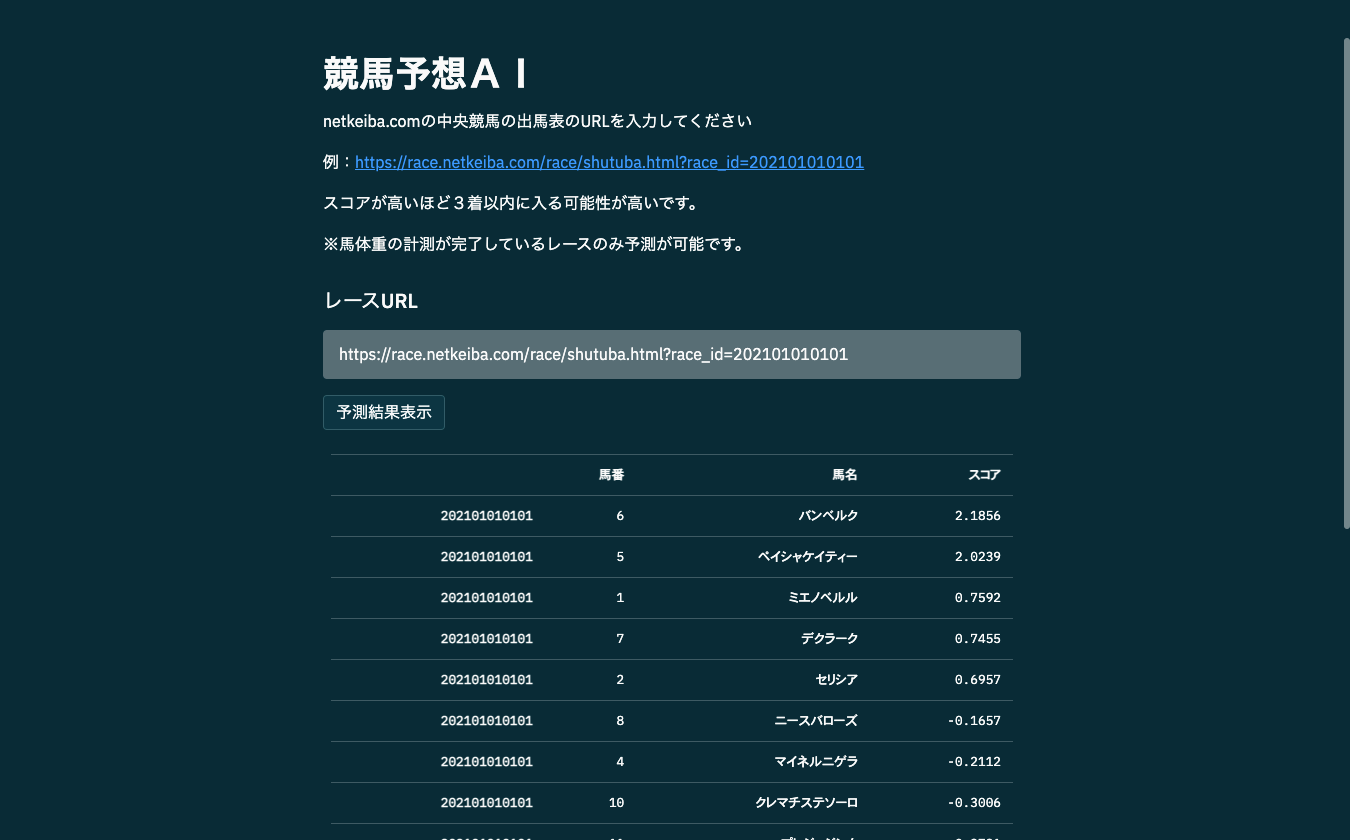 競馬予想ＡＩ
netkeiba.comの中央競馬の出馬表のURLを入力してください
例：https://race.netkeiba.com/race/shutuba.html?race_id=202101010101
スコアが高いほど３着以内に入る可能性が高いです。
※馬体重の計測が完了しているレースのみ予測が可能です。
レースURL
https://race.netkeiba.com/race/shutuba.html?race_id=202101010101
予測結果表示
馬番 馬名 スコア
202101010101 6 バンベルク 2.1856
202101010101 5 ベイシャケイティー 2.0239
202101010101 1 ミエノベルル 0.7592
202101010101 7 デクラーク 0.7455
202101010101 2 セリシア 0.6957
202101010101 8 ニースバローズ -0.1657
202101010101 4 マイネルニゲラ -0.2112
202101010101 10 クレマチステソーロ -0.3006